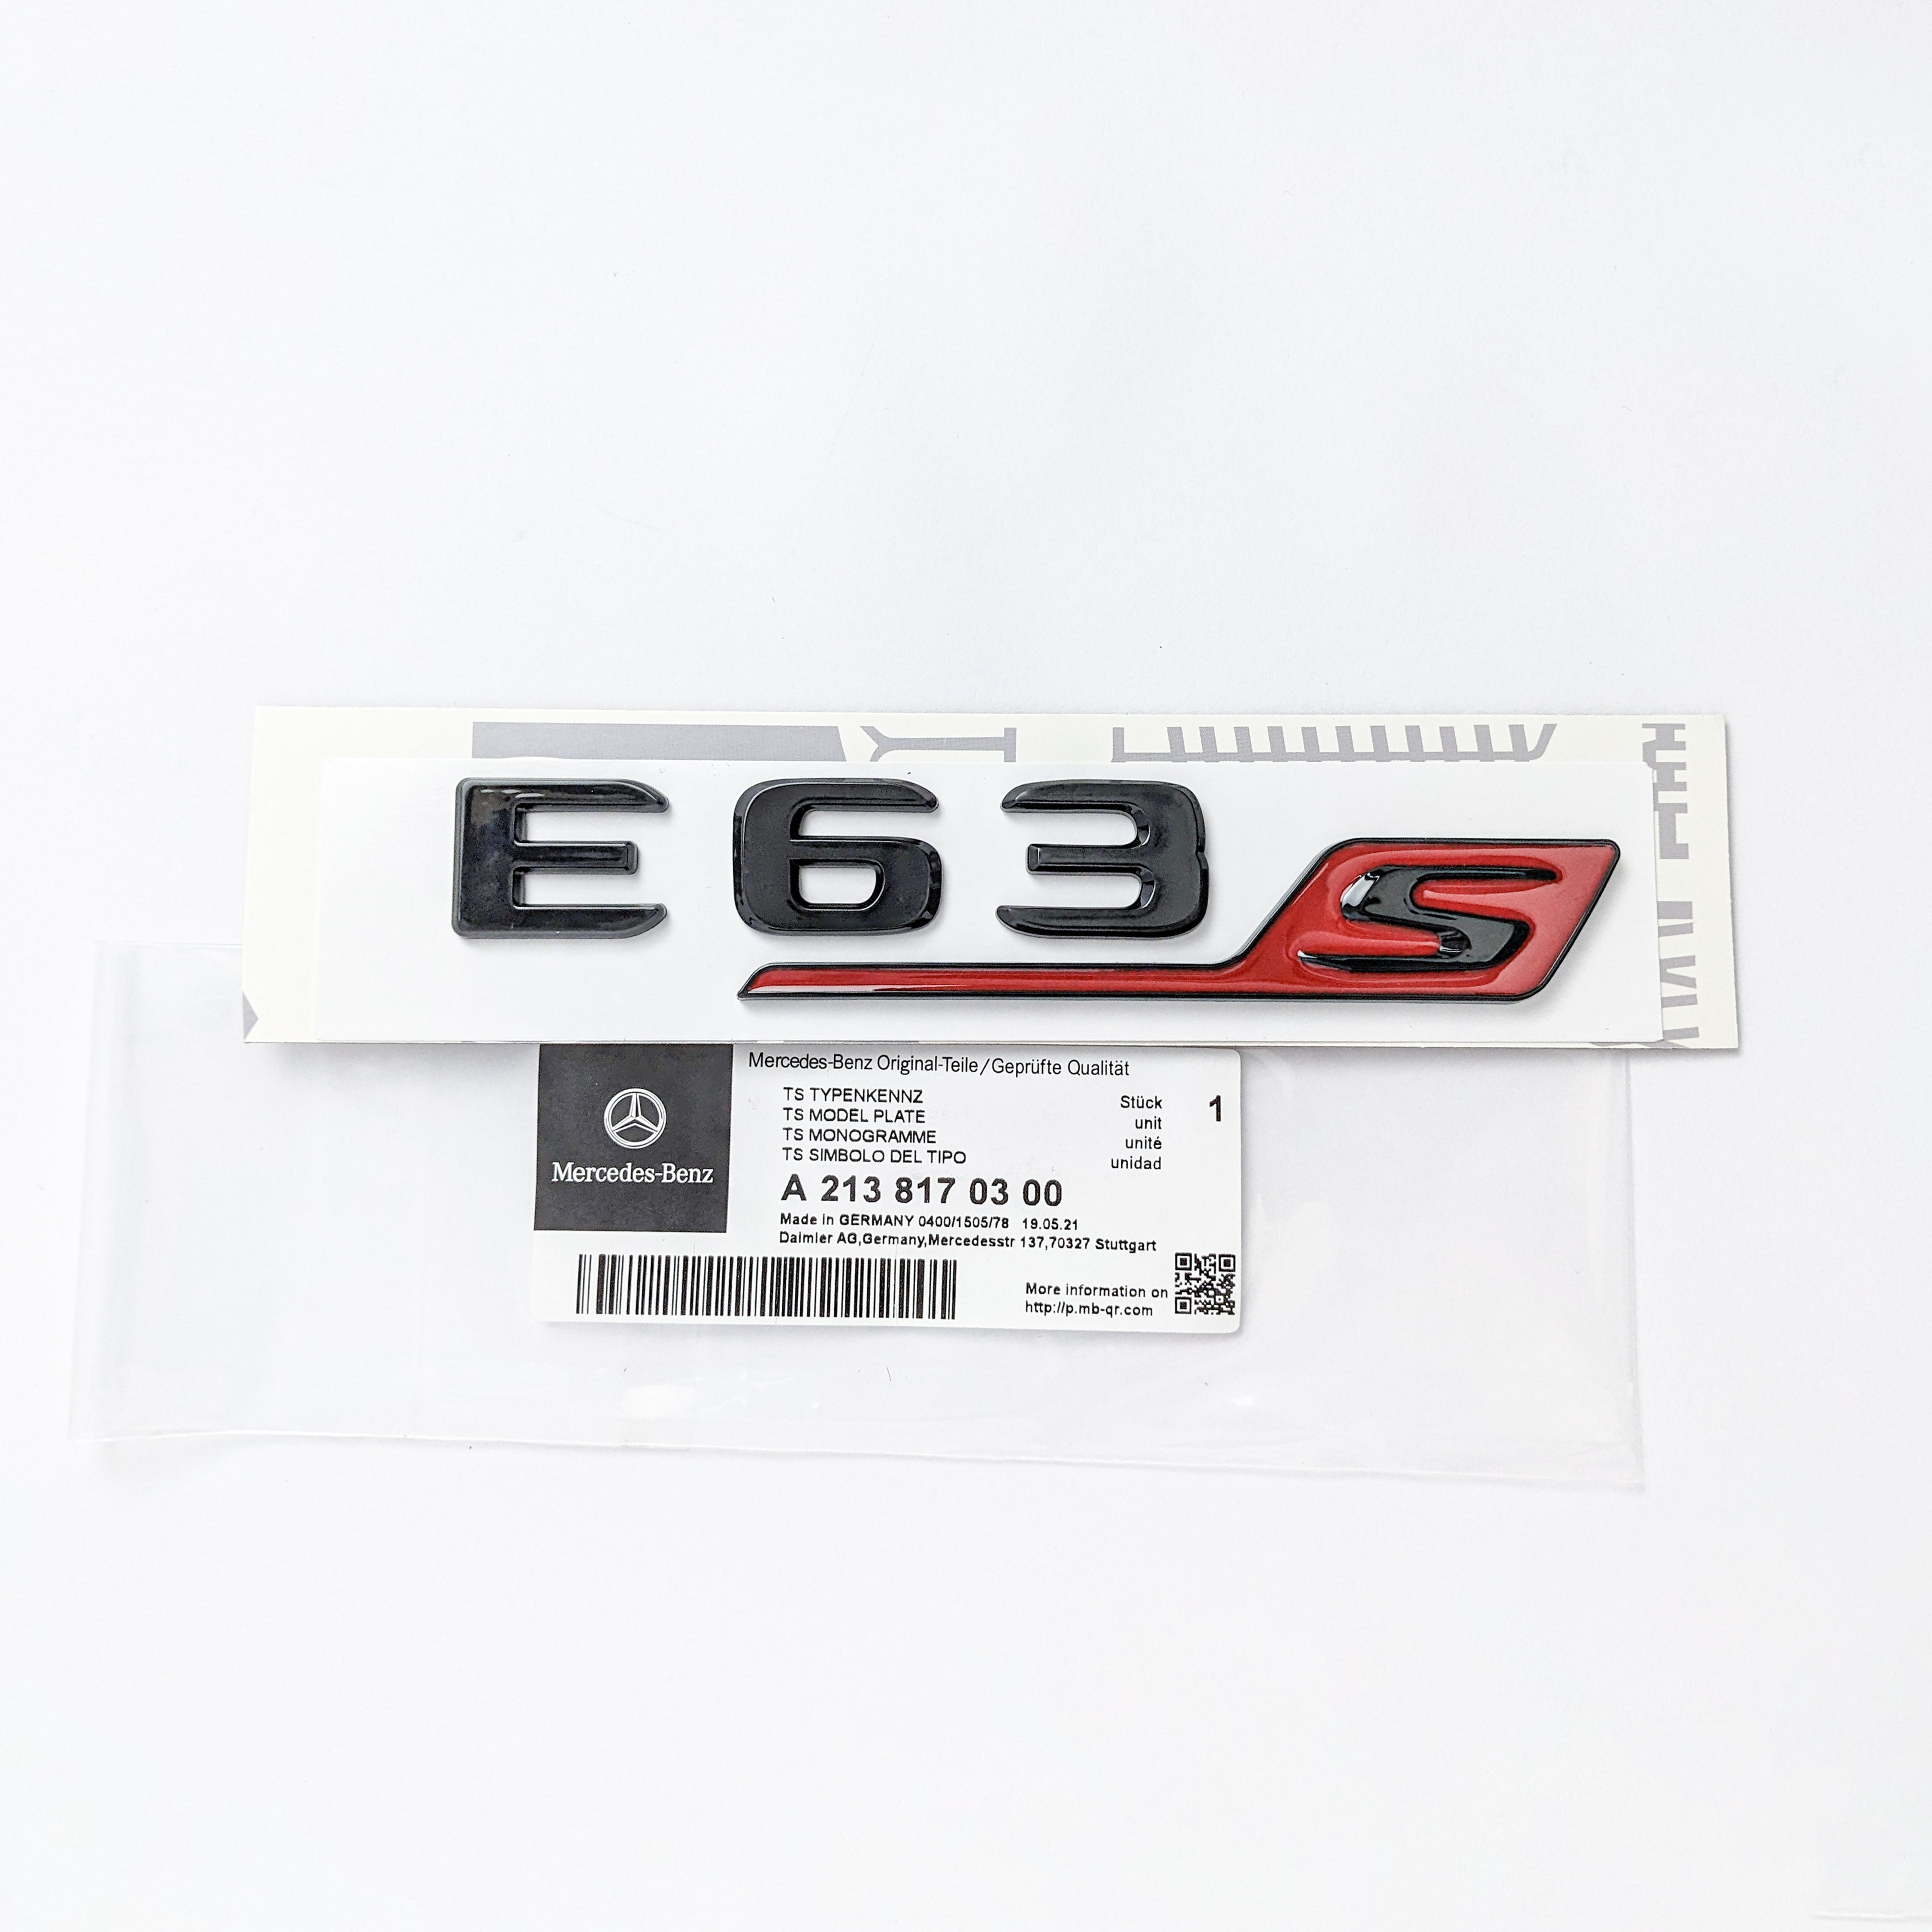 E63S
Mercedes-Benz Original-Teile/Geprüfte Qualität
TS TYPENKENNZ
TS MODEL PLATE
TS MONOGRAMME
TS SIMBOLO DEL TIPO
Stück
unit
unité
unidad
1
Mercedes-Benz
A 213 817 03 00
Made in GERMANY 0400/1505/78 19.05.21
Daimler AG,Germany,Mercedesstr 137,70327 Stuttgart
More information on
http://p.mb-qr.com